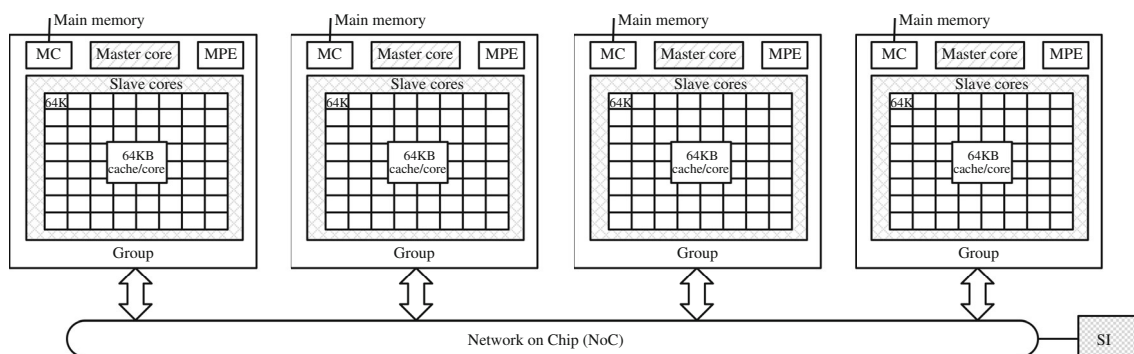 Main memory
Main memory
Main memory
Main memory
MC
Master core
MPE
MC
Master core
MPE
MC
Master core
MPE
MC
Master core
MPE
Slave cores
Slave cores
Slave cores
Slave cores
64K
64K
64K
64K
64KB
cache/core
64KB
cache/core
64KB
cache/core
64KB
cache/core
Group
Group
Group
Group
Network on Chip (NoC)
SI